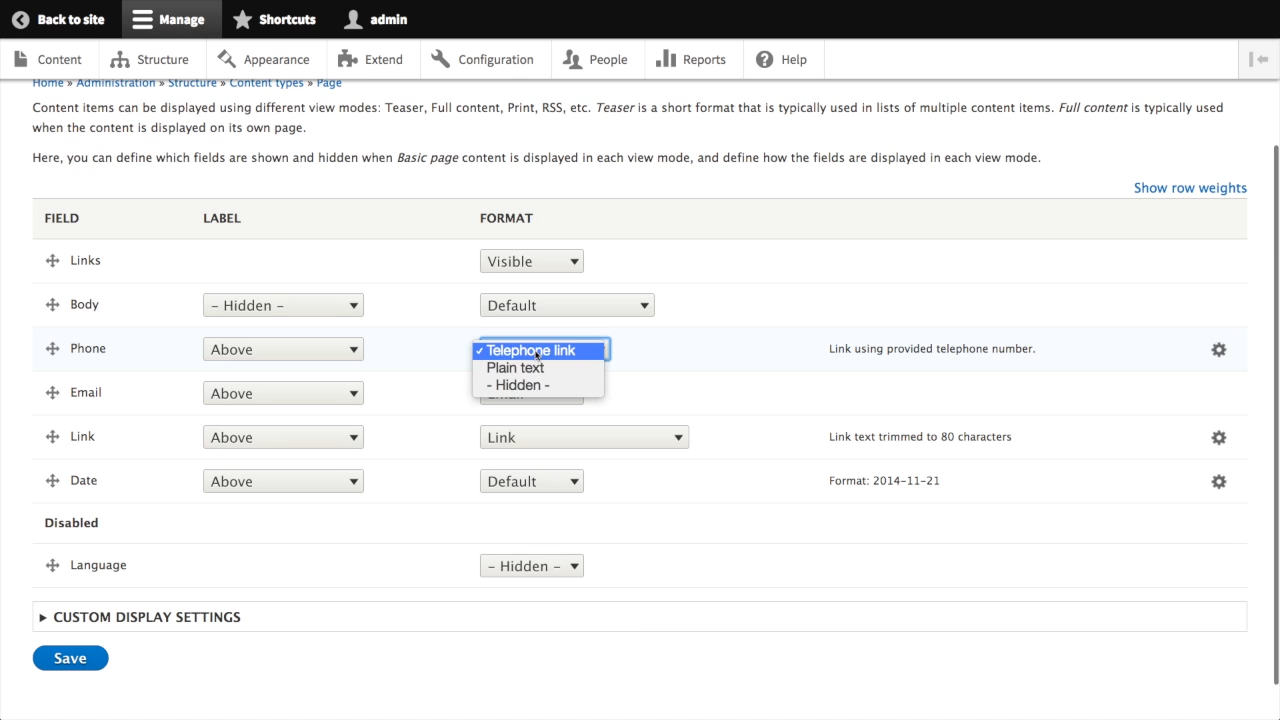 Back to site Manage Shortcuts admin
Content Structure Appearance Extend Configuration People Reports Help
Home » Administration » Structure » Content types » Page
Content items can be displayed using different view modes: Teaser, Full content, Print, RSS, etc. Teaser is a short format that is typically used in lists of multiple content items. Full content is typically used
when the content is displayed on its own page.
Here, you can define which fields are shown and hidden when Basic page content is displayed in each view mode, and define how the fields are displayed in each view mode.
Show row weights
FIELD LABEL FORMAT
Links Visible
Body - Hidden - Default
Phone Above ✓ Telephone link Link using provided telephone number.
Plain text
- Hidden -
Email Above Email
Link Above Link Link text trimmed to 80 characters
Date Above Default Format: 2014-11-21
Disabled
Language - Hidden -
CUSTOM DISPLAY SETTINGS
Save